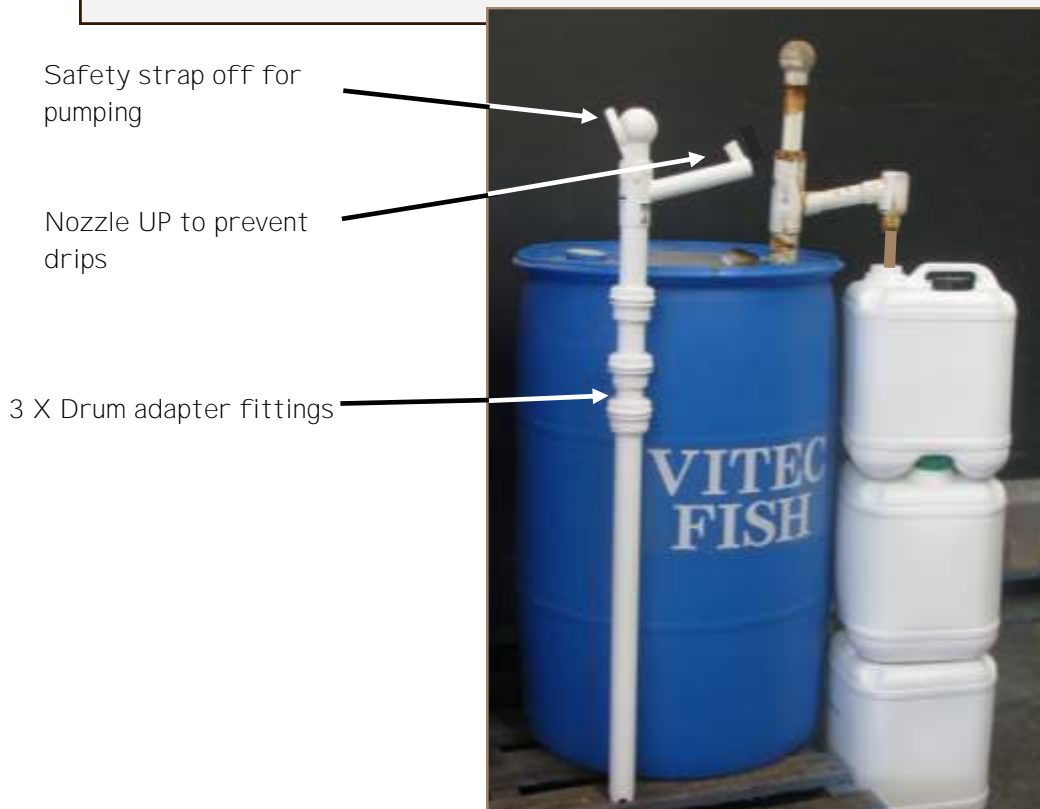 Safety strap off for
pumping
Nozzle UP to prevent
drips
3 X Drum adapter fittings
VITEC
FISH